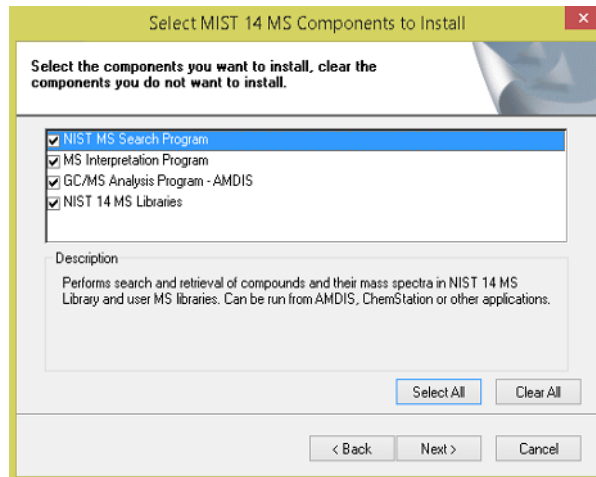 Select MIST 14 MS Components to Install
Select the components you want to install, clear the
components you do not want to install.
NIST MS Search Program
MS Interpretation Program
GC/MS Analysis Program - AMDIS
NIST 14 MS Libraries
Description
Performs search and retrieval of compounds and their mass spectra in NIST 14 MS
Library and user MS libraries. Can be run from AMDIS, ChemStation or other applications.
Select All
Clear All
< Back
Next >
Cancel